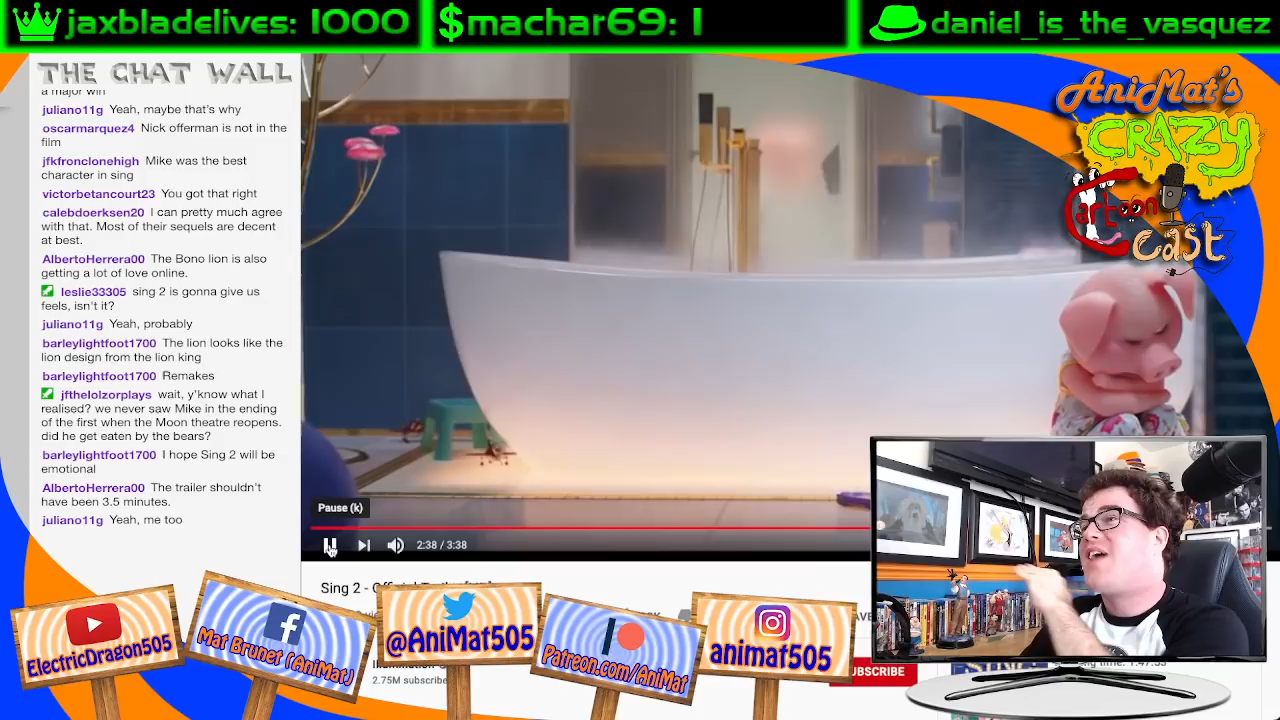 jaxbladelives: 1000
$machar69: 1
daniel_is_the_vasquez
THE CHAT WALL
a major win
juliano11g Yeah, maybe that's why
oscarmarquez4 Nick offerman is not in the
film
jfkfronclonehigh Mike was the best
character in sing
victorbetancourt23 You got that right
calebdoerksen20 I can pretty much agree
with that. Most of their sequels are decent
at best.
AlbertoHerrera00 The Bono lion is also
getting a lot of love online.
leslie33305 sing 2 is gonna give us
feels, isn't it?
juliano11g Yeah, probably
barleylightfoot1700 The lion looks like the
lion design from the lion king
barleylightfoot1700 Remakes
jfthelolzorplays wait, y'know what I
realised? we never saw Mike in the ending
of the first when the Moon theatre reopens.
did he get eaten by the bears?
barleylightfoot1700 I hope Sing 2 will be
emotional
AlbertoHerrera00 The trailer shouldn't
have been 3.5 minutes.
juliano11g Yeah, me too
AniMat's
CRAZY
Cartoon
Cast
Pause (k)
2:38 / 3:38
Sing 2 -
2.75M subscribe
SUBSCRIBE
ElectricDragon505
Mat Brunet (AniMat)
@AniMat505
Patreon.com/AniMat
animat505